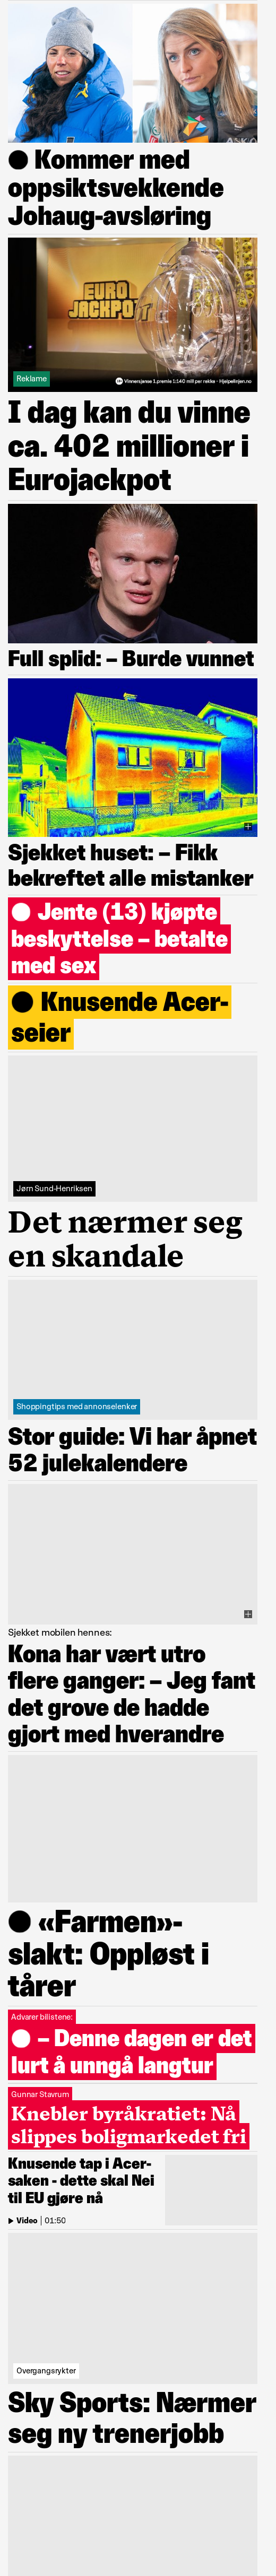 Kommer med
oppsiktsvekkende
Johaug-avsløring
EURO
JACKPOT
Reklame
Vinnersjanse 1.premie 1:140 mill per rekke - Hjelpelinjen.no
I dag kan du vinne
ca. 402 millioner i
Eurojackpot
Full splid: – Burde vunnet
Sjekket huset: – Fikk
bekreftet alle mistanker
Jente (13) kjøpte
beskyttelse – betalte
med sex
Knusende Acer-
seier
Jørn Sund-Henriksen
Det nærmer seg
en skandale
Shoppingtips med annonselenker
Stor guide: Vi har åpnet
52 julekalendere
Sjekket mobilen hennes:
Kona har vært utro
flere ganger: – Jeg fant
det grove de hadde
gjort med hverandre
«Farmen»-
slakt: Oppløst i
tårer
Advarer bilistene:
– Denne dagen er det
lurt å unngå langtur
Gunnar Stavrum
Knebler byråkratiet: Nå
slippes boligmarkedet fri
Knusende tap i Acer-
saken - dette skal Nei
til EU gjøre nå
Video | 01:50
Overgangsrykter
Sky Sports: Nærmer
seg ny trenerjobb